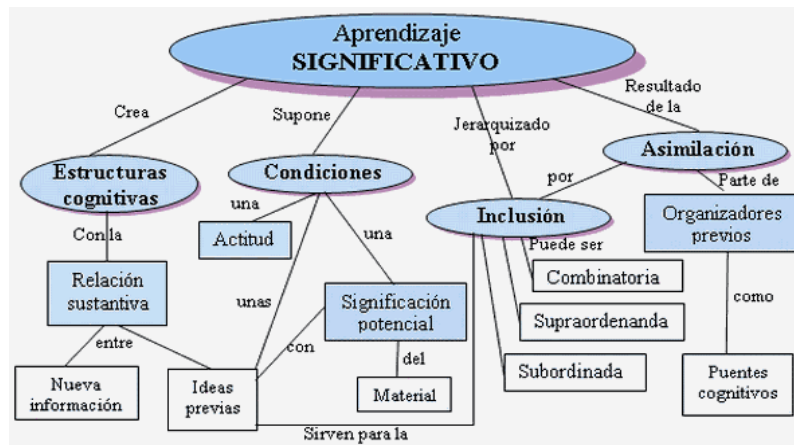 Aprendizaje
SIGNIFICATIVO
Crea
Supone
Jerarquizado
por
Resultado
de la
Estructuras
cognitivas
Condiciones
Asimilación
por
Parte de
una
Inclusión
Organizadores
previos
Con la
Actitud
una
Puede ser
Combinatoria
Relación
sustantiva
unas
Significación
potencial
como
Supraordenanda
entre
con
del
Subordinada
Puentes
cognitivos
Nueva
información
Ideas
previas
Material
Sirven para la